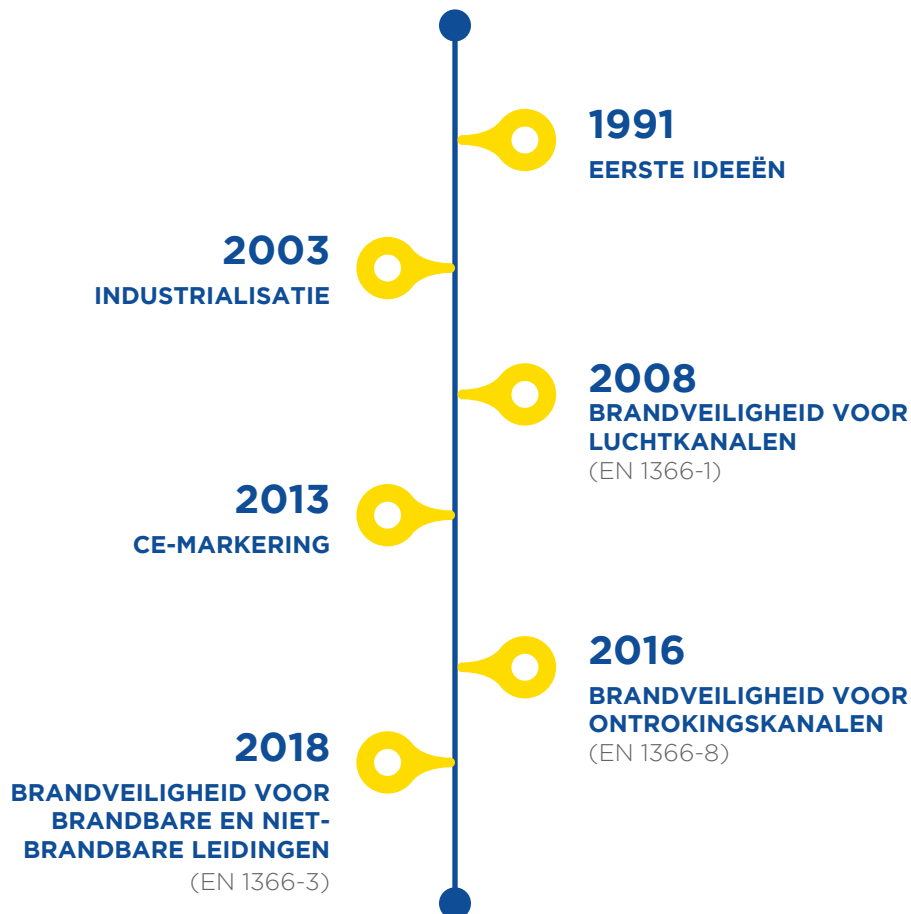 1991
EERSTE IDEEËN
2003
INDUSTRIALISATIE
2008
BRANDVEILIGHEID VOOR
LUCHTKANALEN
(EN 1366-1)
2013
CE-MARKERING
2016
BRANDVEILIGHEID VOOR
ONTROKINGSKANALEN
(EN 1366-8)
2018
BRANDVEILIGHEID VOOR
BRANDBARE EN NIET-
BRANDBARE LEIDINGEN
(EN 1366-3)